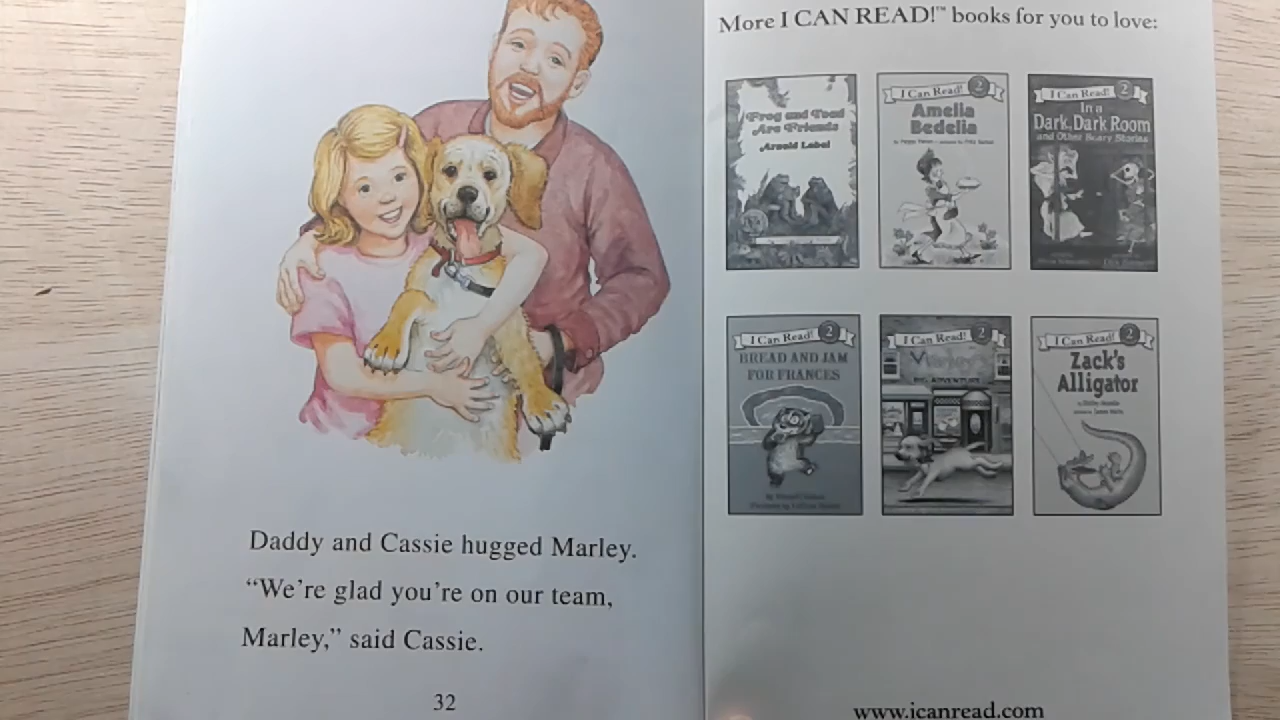 Daddy and Cassie hugged Marley.
“We’re glad you’re on our team,
Marley,” said Cassie.
32
More I CAN READ!™ books for you to love:
Frog and Toad
Are Friends
Arnold Lobel
I Can Read! 2
Amelia
Bedelia
I Can Read! 2
In a
Dark, Dark Room
and Other Scary Stories
I Can Read! 2
BREAD AND JAM
FOR FRANCES
I Can Read! 2
I Can Read! 2
Zack's
Alligator
www.icanread.com